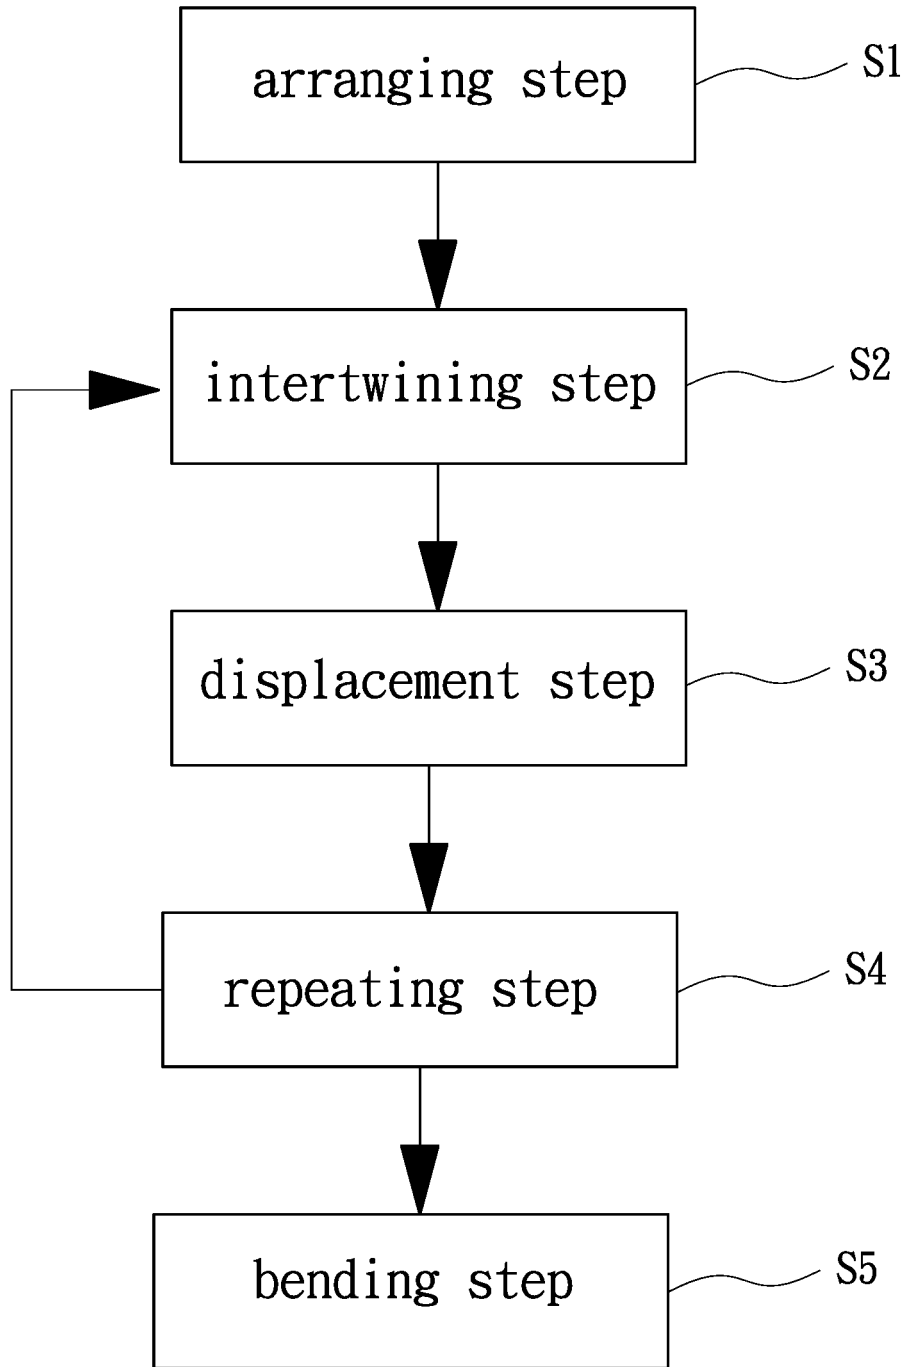 arranging step
S1
intertwining step
S2
displacement step
S3
repeating step
S4
bending step
S5